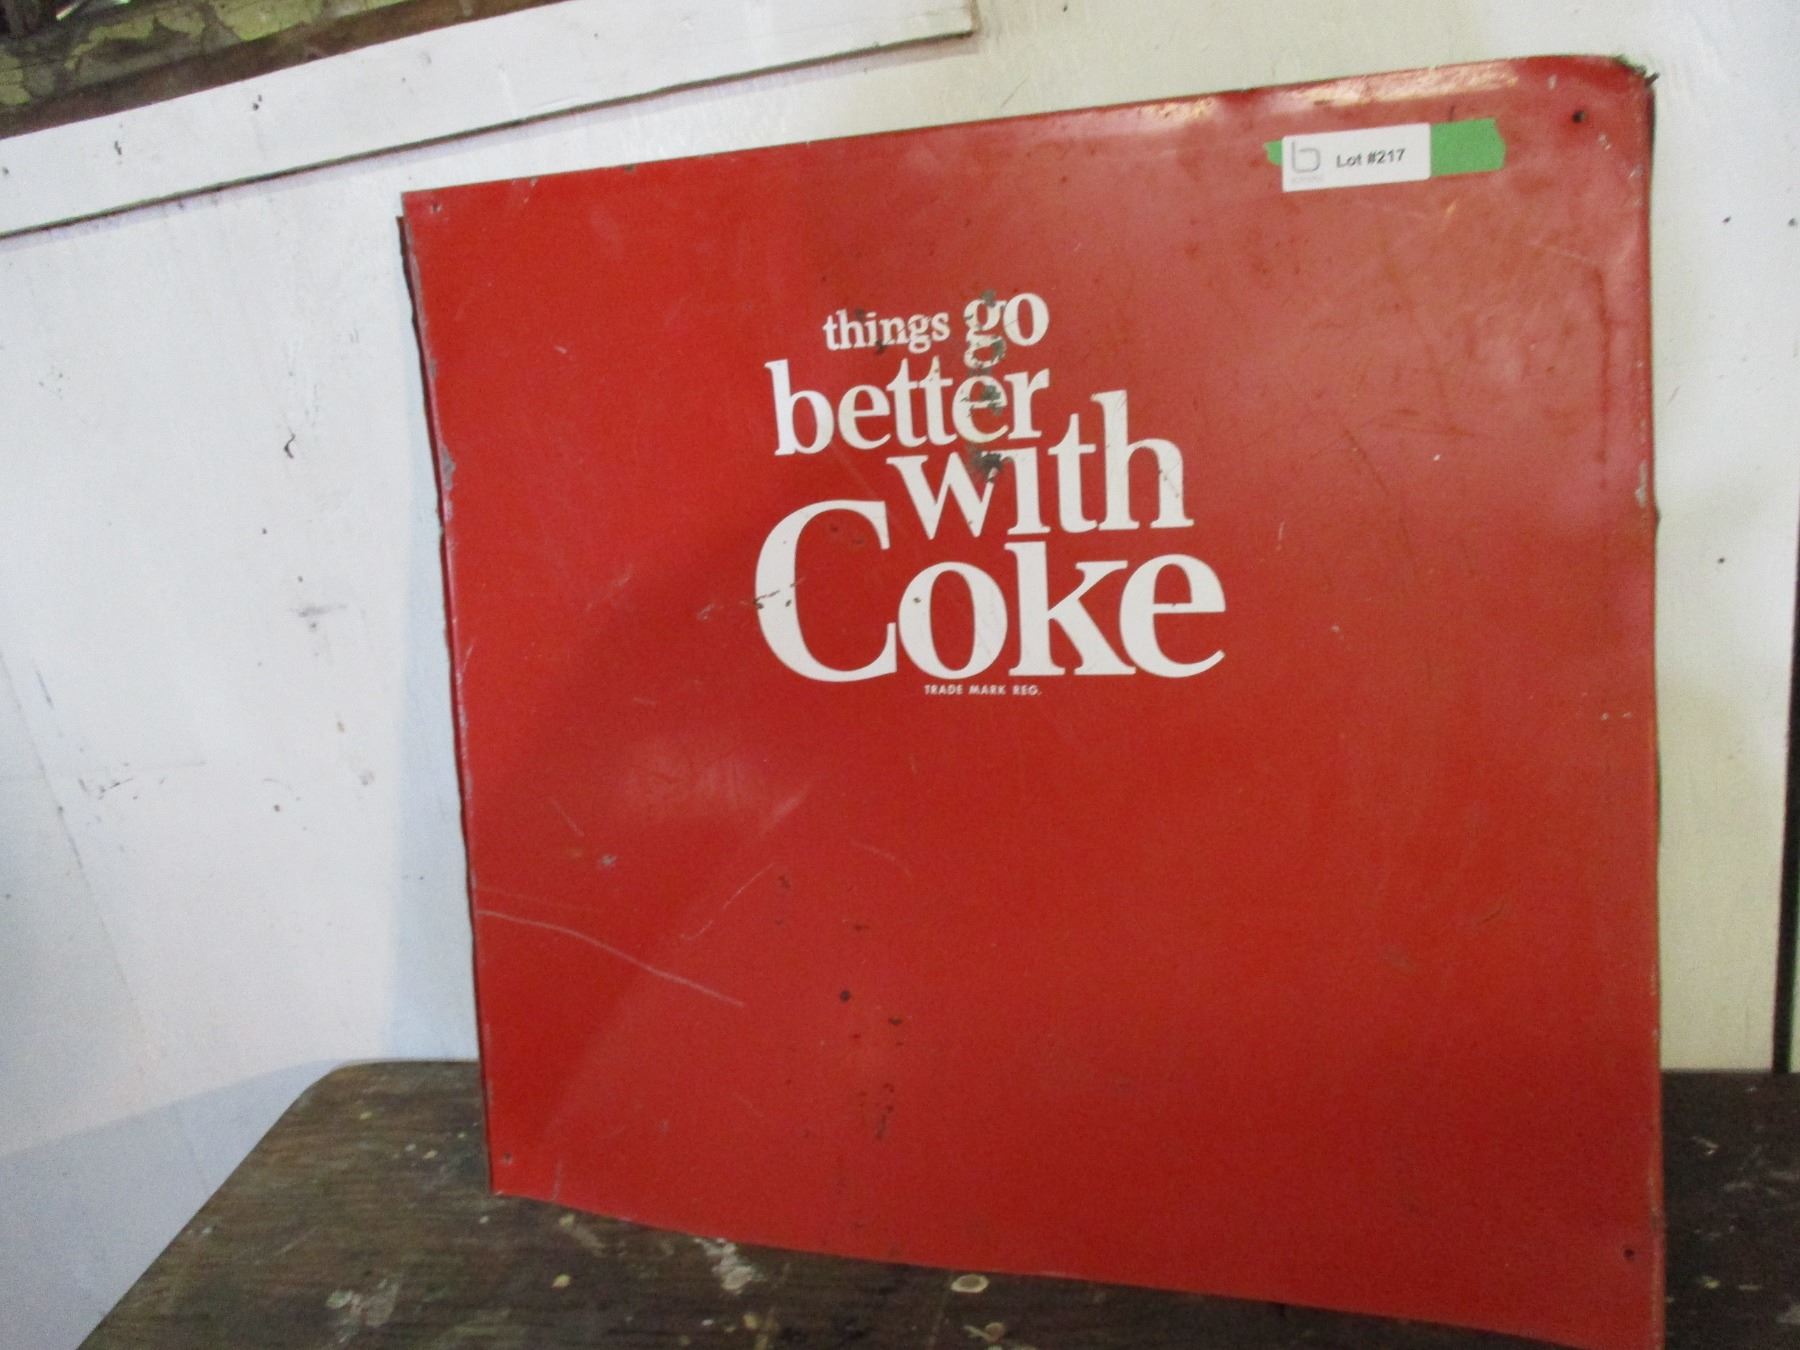 Lot #217
things go
better
with
Coke
TRADE MARK REG.